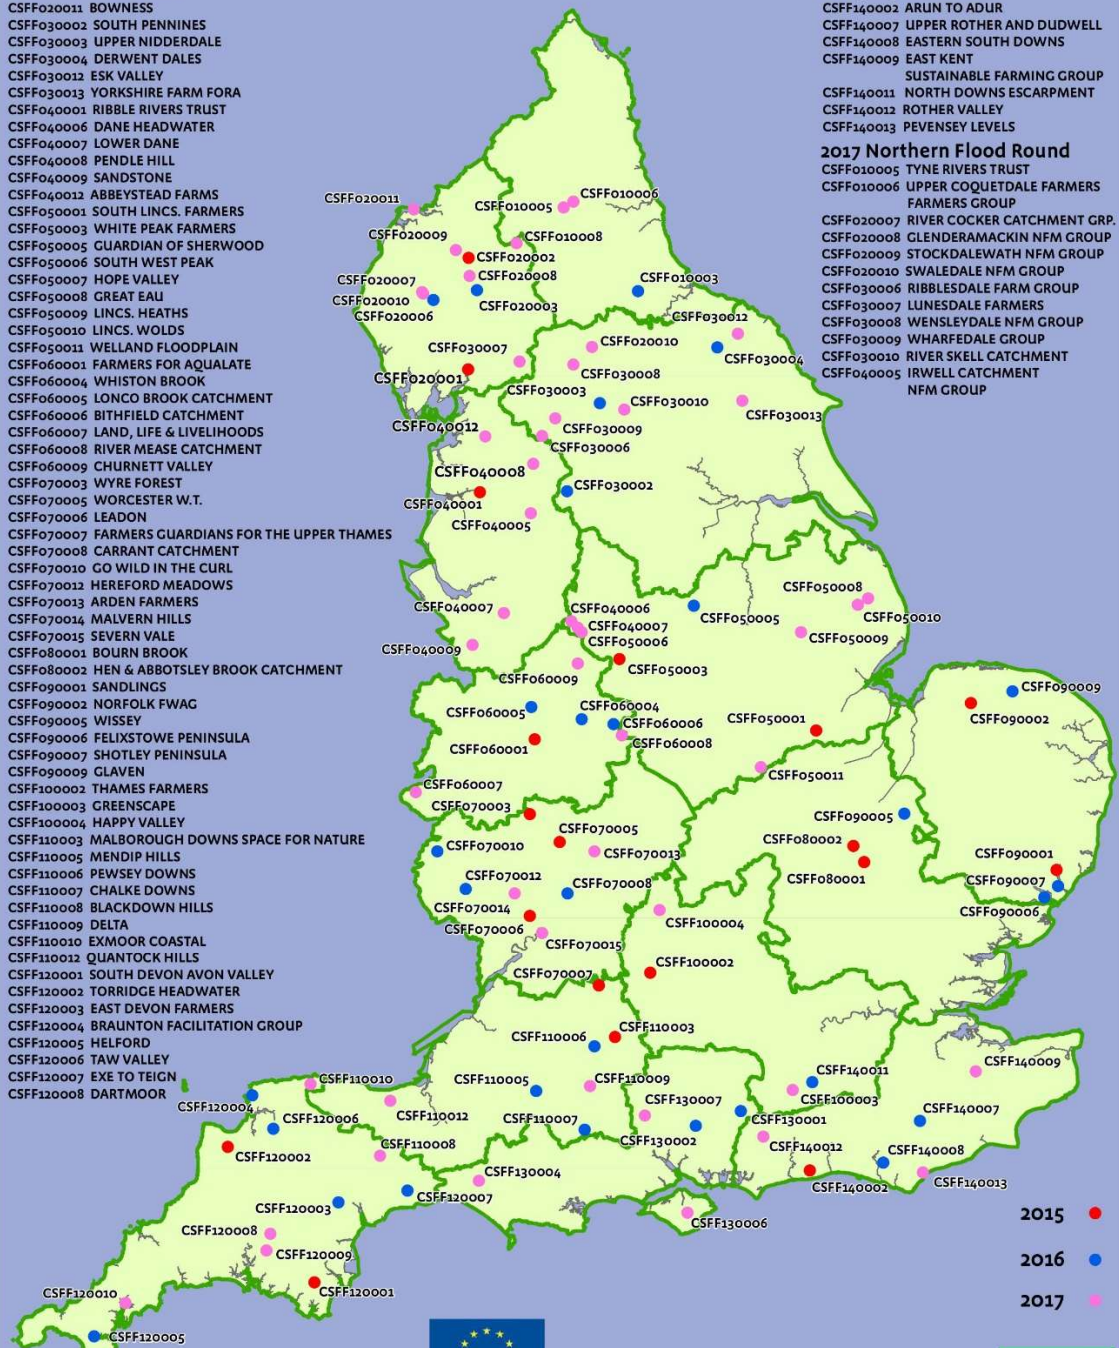 CSFF020011 BOWNESS
CSFF030002 SOUTH PENNINES
CSFF030003 UPPER NIDDERDALE
CSFF030004 DERWENT DALES
CSFF030012 ESK VALLEY
CSFF030013 YORKSHIRE FARM FORA
CSFF040001 RIBBLE RIVERS TRUST
CSFF040006 DANE HEADWATER
CSFF040007 LOWER DANE
CSFF040008 PENDLE HILL
CSFF040009 SANDSTONE
CSFF040012 ABBEYSTEAD FARMS
CSFF050001 SOUTH LINCS. FARMERS
CSFF050003 WHITE PEAK FARMERS
CSFF050005 GUARDIAN OF SHERWOOD
CSFF050006 SOUTH WEST PEAK
CSFF050007 HOPE VALLEY
CSFF050008 GREAT EAU
CSFF050009 LINCS. HEATHS
CSFF050010 LINCS. WOLDS
CSFF050011 WELLAND FLOODPLAIN
CSFF060001 FARMERS FOR AQUALATE
CSFF060004 WHISTON BROOK
CSFF060005 LONCO BROOK CATCHMENT
CSFF060006 BITHFIELD CATCHMENT
CSFF060007 LAND, LIFE & LIVELIHOODS
CSFF060008 RIVER MEASE CATCHMENT
CSFF060009 CHURNETT VALLEY
CSFF070003 WYRE FOREST
CSFF070005 WORCESTER W.T.
CSFF070006 LEADON
CSFF070007 FARMERS GUARDIANS FOR THE UPPER THAMES
CSFF070008 CARRANT CATCHMENT
CSFF070010 GO WILD IN THE CURL
CSFF070012 HEREFORD MEADOWS
CSFF070013 ARDEN FARMERS
CSFF070014 MALVERN HILLS
CSFF070015 SEVERN VALE
CSFF080001 BOURN BROOK
CSFF080002 HEN & ABBOTSLEY BROOK CATCHMENT
CSFF090001 SANDLINGS
CSFF090002 NORFOLK FWAG
CSFF090005 WISSEY
CSFF090006 FELIXSTOWE PENINSULA
CSFF090007 SHOTLEY PENINSULA
CSFF090009 GLAVEN
CSFF100002 THAMES FARMERS
CSFF100003 GREENSCAPE
CSFF100004 HAPPY VALLEY
CSFF110003 MALBOROUGH DOWNS SPACE FOR NATURE
CSFF110005 MENDIP HILLS
CSFF110006 PEWSEY DOWNS
CSFF110007 CHALKE DOWNS
CSFF110008 BLACKDOWN HILLS
CSFF110009 DELTA
CSFF110010 EXMOOR COASTAL
CSFF110012 QUANTOCK HILLS
CSFF120001 SOUTH DEVON AVON VALLEY
CSFF120002 TORRIDGE HEADWATER
CSFF120003 EAST DEVON FARMERS
CSFF120004 BRAUNTON FACILITATION GROUP
CSFF120005 HELFORD
CSFF120006 TAW VALLEY
CSFF120007 EXE TO TEIGN
CSFF120008 DARTMOOR
CSFF140002 ARUN TO ADUR
CSFF140007 UPPER ROTHER AND DUDWELL
CSFF140008 EASTERN SOUTH DOWNS
CSFF140009 EAST KENT
SUSTAINABLE FARMING GROUP
CSFF140011 NORTH DOWNS ESCARPMENT
CSFF140012 ROTHER VALLEY
CSFF140013 PEVENSEY LEVELS
2017 Northern Flood Round
CSFF010005 TYNE RIVERS TRUST
CSFF010006 UPPER COQUETDALE FARMERS
FARMERS GROUP
CSFF020007 RIVER COCKER CATCHMENT GRP.
CSFF020008 GLENDERAMACKIN NFM GROUP
CSFF020009 STOCKDALEWATH NFM GROUP
CSFF020010 SWALEDALE NFM GROUP
CSFF030006 RIBBLESDALE FARM GROUP
CSFF030007 LUNESDALE FARMERS
CSFF030008 WENSLEYDALE NFM GROUP
CSFF030009 WHARFEDALE GROUP
CSFF030010 RIVER SKELL CATCHMENT
CSFF040005 IRWELL CATCHMENT
NFM GROUP
CSFF020011
CSFF010006
CSFF010005
CSFF020009
CSFF010008
CSFF020002
CSFF020008
CSFF020007
CSFF010003
CSFF020010
CSFF020003
CSFF020006
CSFF030012
CSFF030007
CSFF020010
CSFF030004
CSFF030008
CSFF020001
CSFF030003
CSFF030010
CSFF030013
CSFF040012
CSFF030009
CSFF030006
CSFF040008
CSFF030002
CSFF040001
CSFF040005
CSFF050008
CSFF040007
CSFF040006
CSFF050005
CSFF050010
CSFF040007
CSFF050009
CSFF050006
CSFF040009
CSFF050003
CSFF060009
CSFF090009
CSFF060005
CSFF060004
CSFF060006
CSFF050001
CSFF090002
CSFF060001
CSFF060008
CSFF050011
CSFF060007
CSFF070003
CSFF090005
CSFF070005
CSFF070010
CSFF070013
CSFF080002
CSFF090001
CSFF070012
CSFF070008
CSFF080001
CSFF090007
CSFF070014
CSFF090006
CSFF070006
CSFF100004
CSFF070015
CSFF070007
CSFF100002
CSFF110003
CSFF110006
CSFF140009
CSFF110010
CSFF110005
CSFF110009
CSFF140011
CSFF120004
CSFF110012
CSFF130007
CSFF100003
CSFF140007
CSFF120006
CSFF110007
CSFF130001
CSFF130002
CSFF110008
CSFF140012
CSFF120002
CSFF140008
CSFF130004
CSFF140002
CSFF140013
CSFF120007
CSFF120003
CSFF130006
2015
CSFF120008
CSFF120009
2016
CSFF120001
CSFF120010
2017
CSFF120005